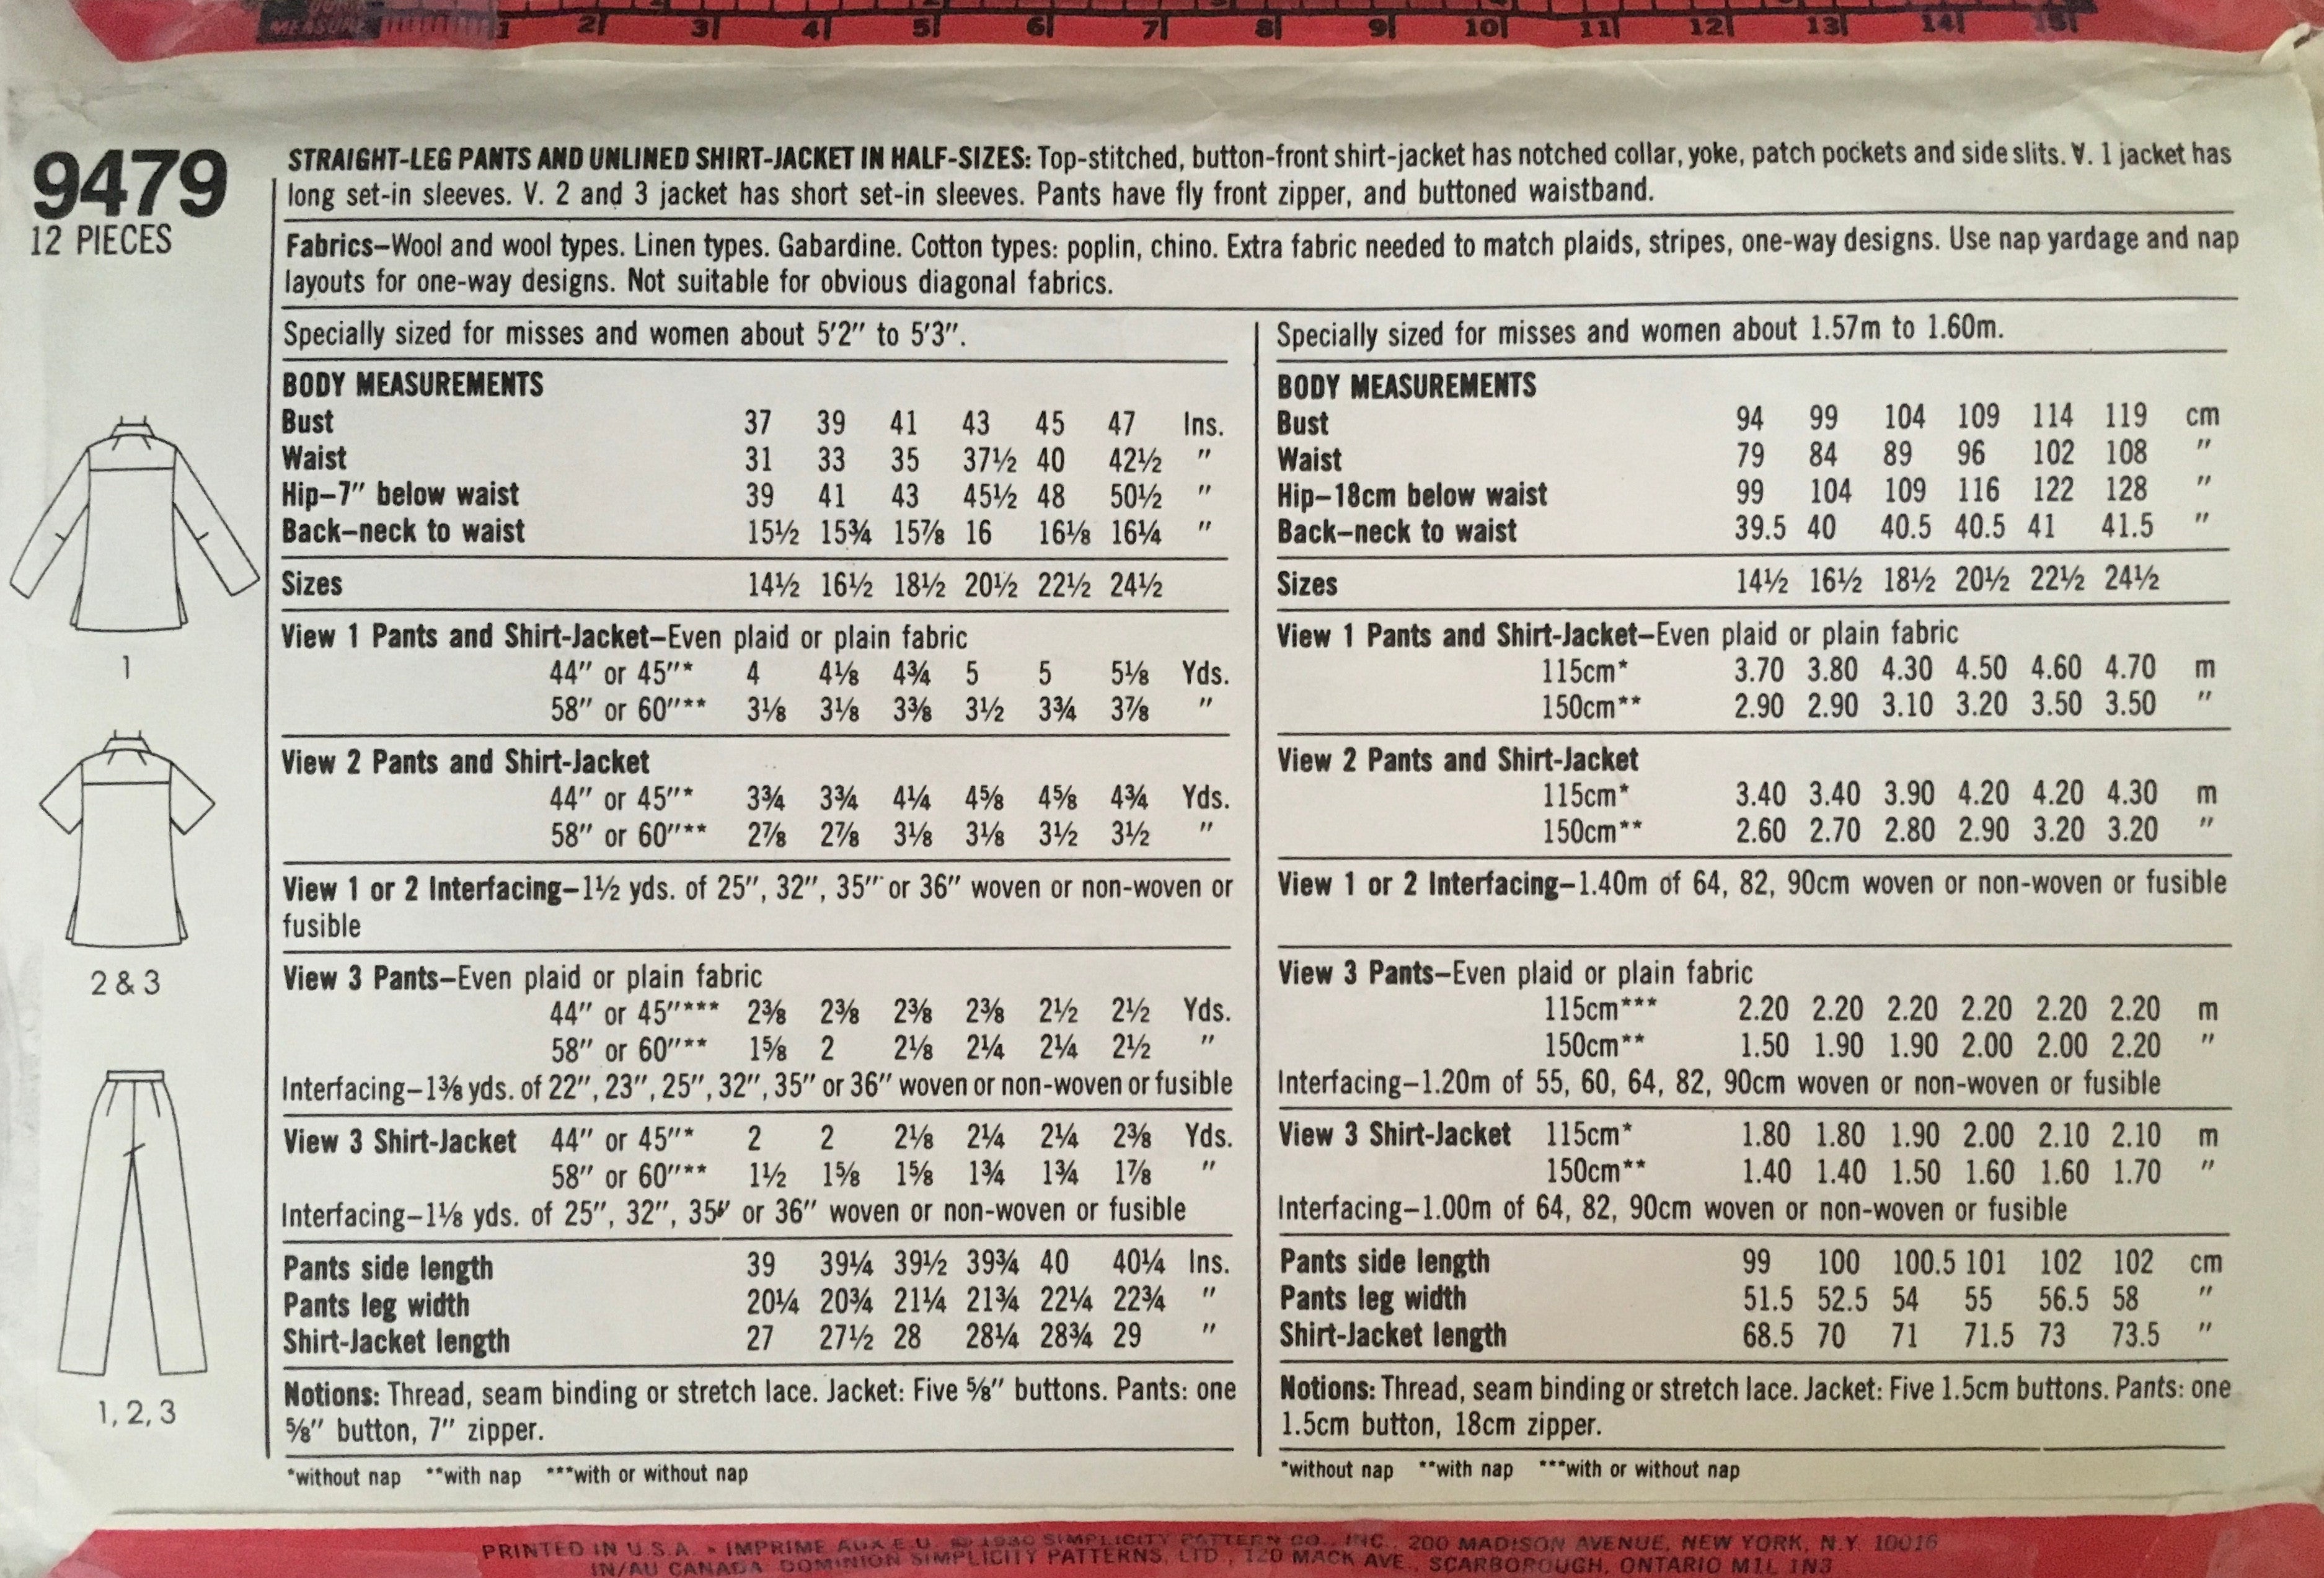 MEASURE 1 2 3 4 5 6 7 8 9 10 11 12 13 14 15
9479
12 PIECES
STRAIGHT-LEG PANTS AND UNLINED SHIRT-JACKET IN HALF-SIZES: Top-stitched, button-front shirt-jacket has notched collar, yoke, patch pockets and side slits. V. 1 jacket has
long set-in sleeves. V. 2 and 3 jacket has short set-in sleeves. Pants have fly front zipper, and buttoned waistband.
Fabrics–Wool and wool types. Linen types. Gabardine. Cotton types: poplin, chino. Extra fabric needed to match plaids, stripes, one-way designs. Use nap yardage and nap
layouts for one-way designs. Not suitable for obvious diagonal fabrics.
Specially sized for misses and women about 5'2" to 5'3".
BODY MEASUREMENTS
Bust 37 39 41 43 45 47 Ins.
Waist 31 33 35 37½ 40 42½ "
Hip–7" below waist 39 41 43 45½ 48 50½ "
Back–neck to waist 15½ 15¾ 15⅞ 16 16⅛ 16¼ "
Sizes 14½ 16½ 18½ 20½ 22½ 24½
View 1 Pants and Shirt-Jacket–Even plaid or plain fabric
44" or 45"* 4 4⅛ 4¾ 5 5 5⅛ Yds.
58" or 60"** 3⅛ 3⅛ 3⅜ 3½ 3¾ 3⅞ "
View 2 Pants and Shirt-Jacket
44" or 45"* 3¾ 3¾ 4¼ 4⅝ 4⅝ 4¾ Yds.
58" or 60"** 2⅞ 2⅞ 3⅛ 3⅛ 3½ 3½ "
View 1 or 2 Interfacing–1½ yds. of 25", 32", 35" or 36" woven or non-woven or
fusible
View 3 Pants–Even plaid or plain fabric
44" or 45"*** 2⅜ 2⅜ 2⅜ 2⅜ 2½ 2½ Yds.
58" or 60"** 1⅝ 2 2⅛ 2¼ 2¼ 2½ "
Interfacing–1⅜ yds. of 22", 23", 25", 32", 35" or 36" woven or non-woven or fusible
View 3 Shirt-Jacket 44" or 45"* 2 2 2⅛ 2¼ 2¼ 2⅜ Yds.
58" or 60"** 1½ 1⅝ 1⅝ 1¾ 1¾ 1⅞ "
Interfacing–1⅛ yds. of 25", 32", 35" or 36" woven or non-woven or fusible
Pants side length 39 39¼ 39½ 39¾ 40 40¼ Ins.
Pants leg width 20¼ 20¾ 21¼ 21¾ 22¼ 22¾ "
Shirt-Jacket length 27 27½ 28 28¼ 28¾ 29 "
Notions: Thread, seam binding or stretch lace. Jacket: Five ⅝" buttons. Pants: one
⅝" button, 7" zipper.
*without nap **with nap ***with or without nap
Specially sized for misses and women about 1.57m to 1.60m.
BODY MEASUREMENTS
Bust 94 99 104 109 114 119 cm
Waist 79 84 89 96 102 108 "
Hip–18cm below waist 99 104 109 116 122 128 "
Back–neck to waist 39.5 40 40.5 40.5 41 41.5 "
Sizes 14½ 16½ 18½ 20½ 22½ 24½
View 1 Pants and Shirt-Jacket–Even plaid or plain fabric
115cm* 3.70 3.80 4.30 4.50 4.60 4.70 m
150cm** 2.90 2.90 3.10 3.20 3.50 3.50 "
View 2 Pants and Shirt-Jacket
115cm* 3.40 3.40 3.90 4.20 4.20 4.30 m
150cm** 2.60 2.70 2.80 2.90 3.20 3.20 "
View 1 or 2 Interfacing–1.40m of 64, 82, 90cm woven or non-woven or fusible
View 3 Pants–Even plaid or plain fabric
115cm*** 2.20 2.20 2.20 2.20 2.20 2.20 m
150cm** 1.50 1.90 1.90 2.00 2.00 2.20 "
Interfacing–1.20m of 55, 60, 64, 82, 90cm woven or non-woven or fusible
View 3 Shirt-Jacket 115cm* 1.80 1.80 1.90 2.00 2.10 2.10 m
150cm** 1.40 1.40 1.50 1.60 1.60 1.70 "
Interfacing–1.00m of 64, 82, 90cm woven or non-woven or fusible
Pants side length 99 100 100.5 101 102 102 cm
Pants leg width 51.5 52.5 54 55 56.5 58 "
Shirt-Jacket length 68.5 70 71 71.5 73 73.5 "
Notions: Thread, seam binding or stretch lace. Jacket: Five 1.5cm buttons. Pants: one
1.5cm button, 18cm zipper.
*without nap **with nap ***with or without nap
1
2 & 3
1, 2, 3
PRINTED IN U.S.A. • IMPRIME AUX E.U. © 1980 SIMPLICITY PATTERN CO., INC., 200 MADISON AVENUE, NEW YORK, N.Y. 10016
IN/AU CANADA DOMINION SIMPLICITY PATTERNS, LTD., 120 MACK AVE., SCARBOROUGH, ONTARIO M1L 1N3